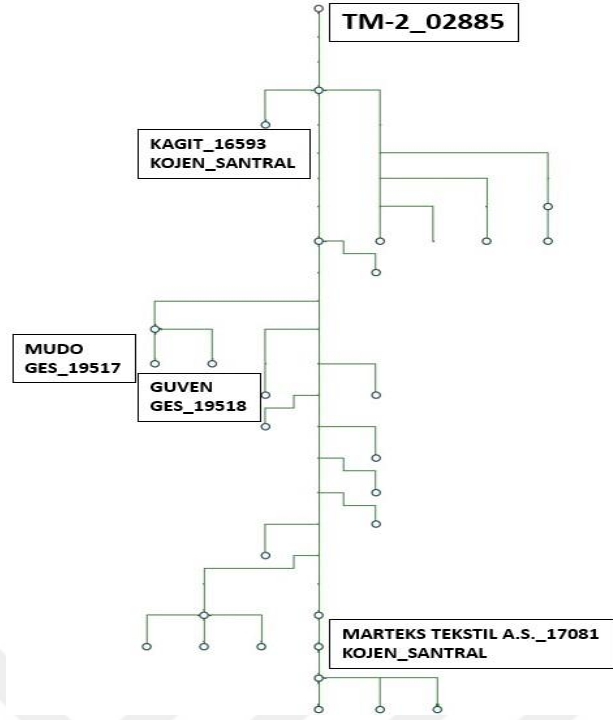 TM-2_02885
KAGIT_16593
KOJEN_SANTRAL
MUDO
GES_19517
GUVEN
GES_19518
MARTEKS TEKSTIL A.S._17081
KOJEN_SANTRAL